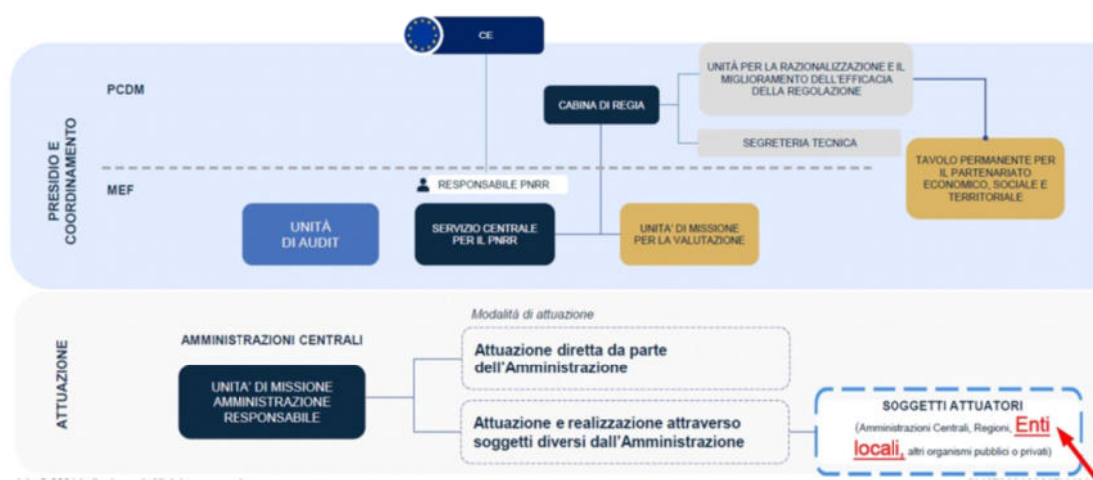 CE
PCDM
UNITÀ PER LA RAZIONALIZZAZIONE E IL
MIGLIORAMENTO DELL'EFFICACIA
DELLA REGOLAZIONE
CABINA DI REGIA
SEGRETERIA TECNICA
PRESIDIO E
COORDINAMENTO
TAVOLO PERMANENTE PER
IL PARTENARIATO
ECONOMICO, SOCIALE E
TERRITORIALE
MEF
RESPONSABILE PNRR
UNITÀ
DI AUDIT
SERVIZIO CENTRALE
PER IL PNRR
UNITA' DI MISSIONE
PER LA VALUTAZIONE
Modalità di attuazione
AMMINISTRAZIONI CENTRALI
Attuazione diretta da parte
dell'Amministrazione
ATTUAZIONE
UNITA' DI MISSIONE
AMMINISTRAZIONE
RESPONSABILE
Attuazione e realizzazione attraverso
soggetti diversi dall'Amministrazione
SOGGETTI ATTUATORI
(Amministrazioni Centrali, Regioni, Enti
locali, altri organismi pubblici o privati)